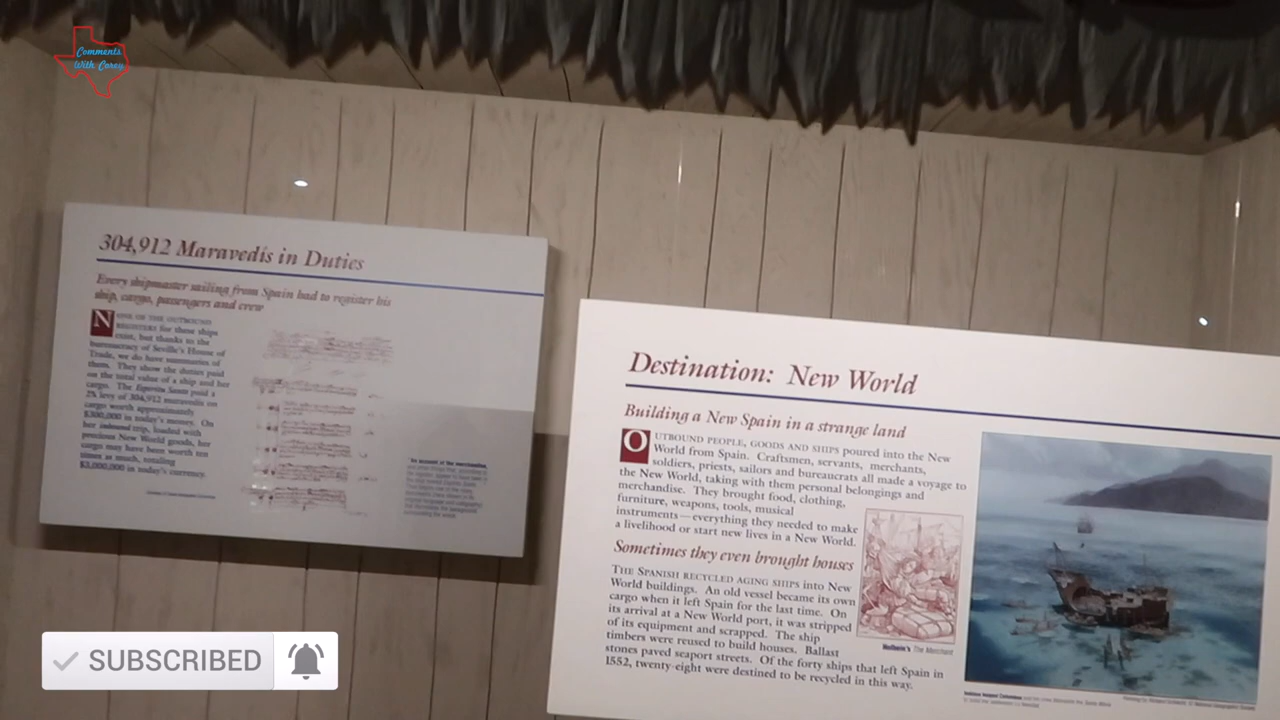 Comments
With Corey
304,912 Maravedís in Duties
Every shipmaster sailing from Spain had to register his
ship, cargo, passengers and crew
NONE OF THE OUTBOUND
REGISTERS for these ships
exist, but thanks to the
bureaucracy of Seville's House of
Trade, we do have summaries of
them. They show the duties paid
on the total value of a ship and her
cargo. The Espíritu Santo paid a
2% levy of 304,912 maravedis on
cargo worth approximately
$300,000 in today's money. On
her inbound trip, loaded with
precious New World goods, her
cargo may have been worth ten
times as much, totaling
$3,000,000 in today's currency.
Destination: New World
Building a New Spain in a strange land
OUTBOUND PEOPLE, GOODS AND SHIPS poured into the New
World from Spain. Craftsmen, servants, merchants,
soldiers, priests, sailors and bureaucrats all made a voyage to
the New World, taking with them personal belongings and
merchandise. They brought food, clothing,
furniture, weapons, tools, musical
instruments—everything they needed to make
a livelihood or start new lives in a New World.
Sometimes they even brought houses
THE SPANISH RECYCLED AGING SHIPS into New
World buildings. An old vessel became its own
cargo when it left Spain for the last time. On
its arrival at a New World port, it was stripped
of its equipment and scrapped. The ship
timbers were reused to build houses. Ballast
stones paved seaport streets. Of the forty ships that left Spain in
1552, twenty-eight were destined to be recycled in this way.
The Merchant
SUBSCRIBED